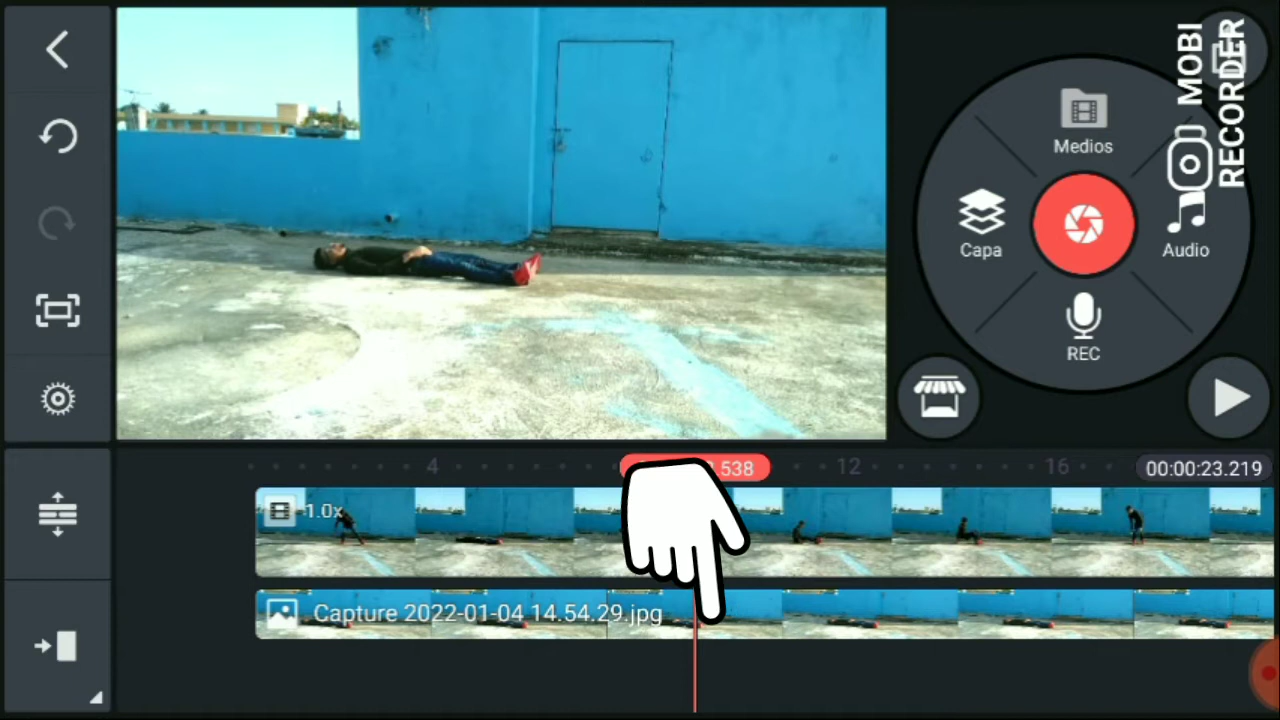 MOBI
RECORDER
Medios
Capa
Audio
REC
4
.538
12
16
00:00:23.219
1.0x
Capture 2022-01-04 14.54.29.jpg